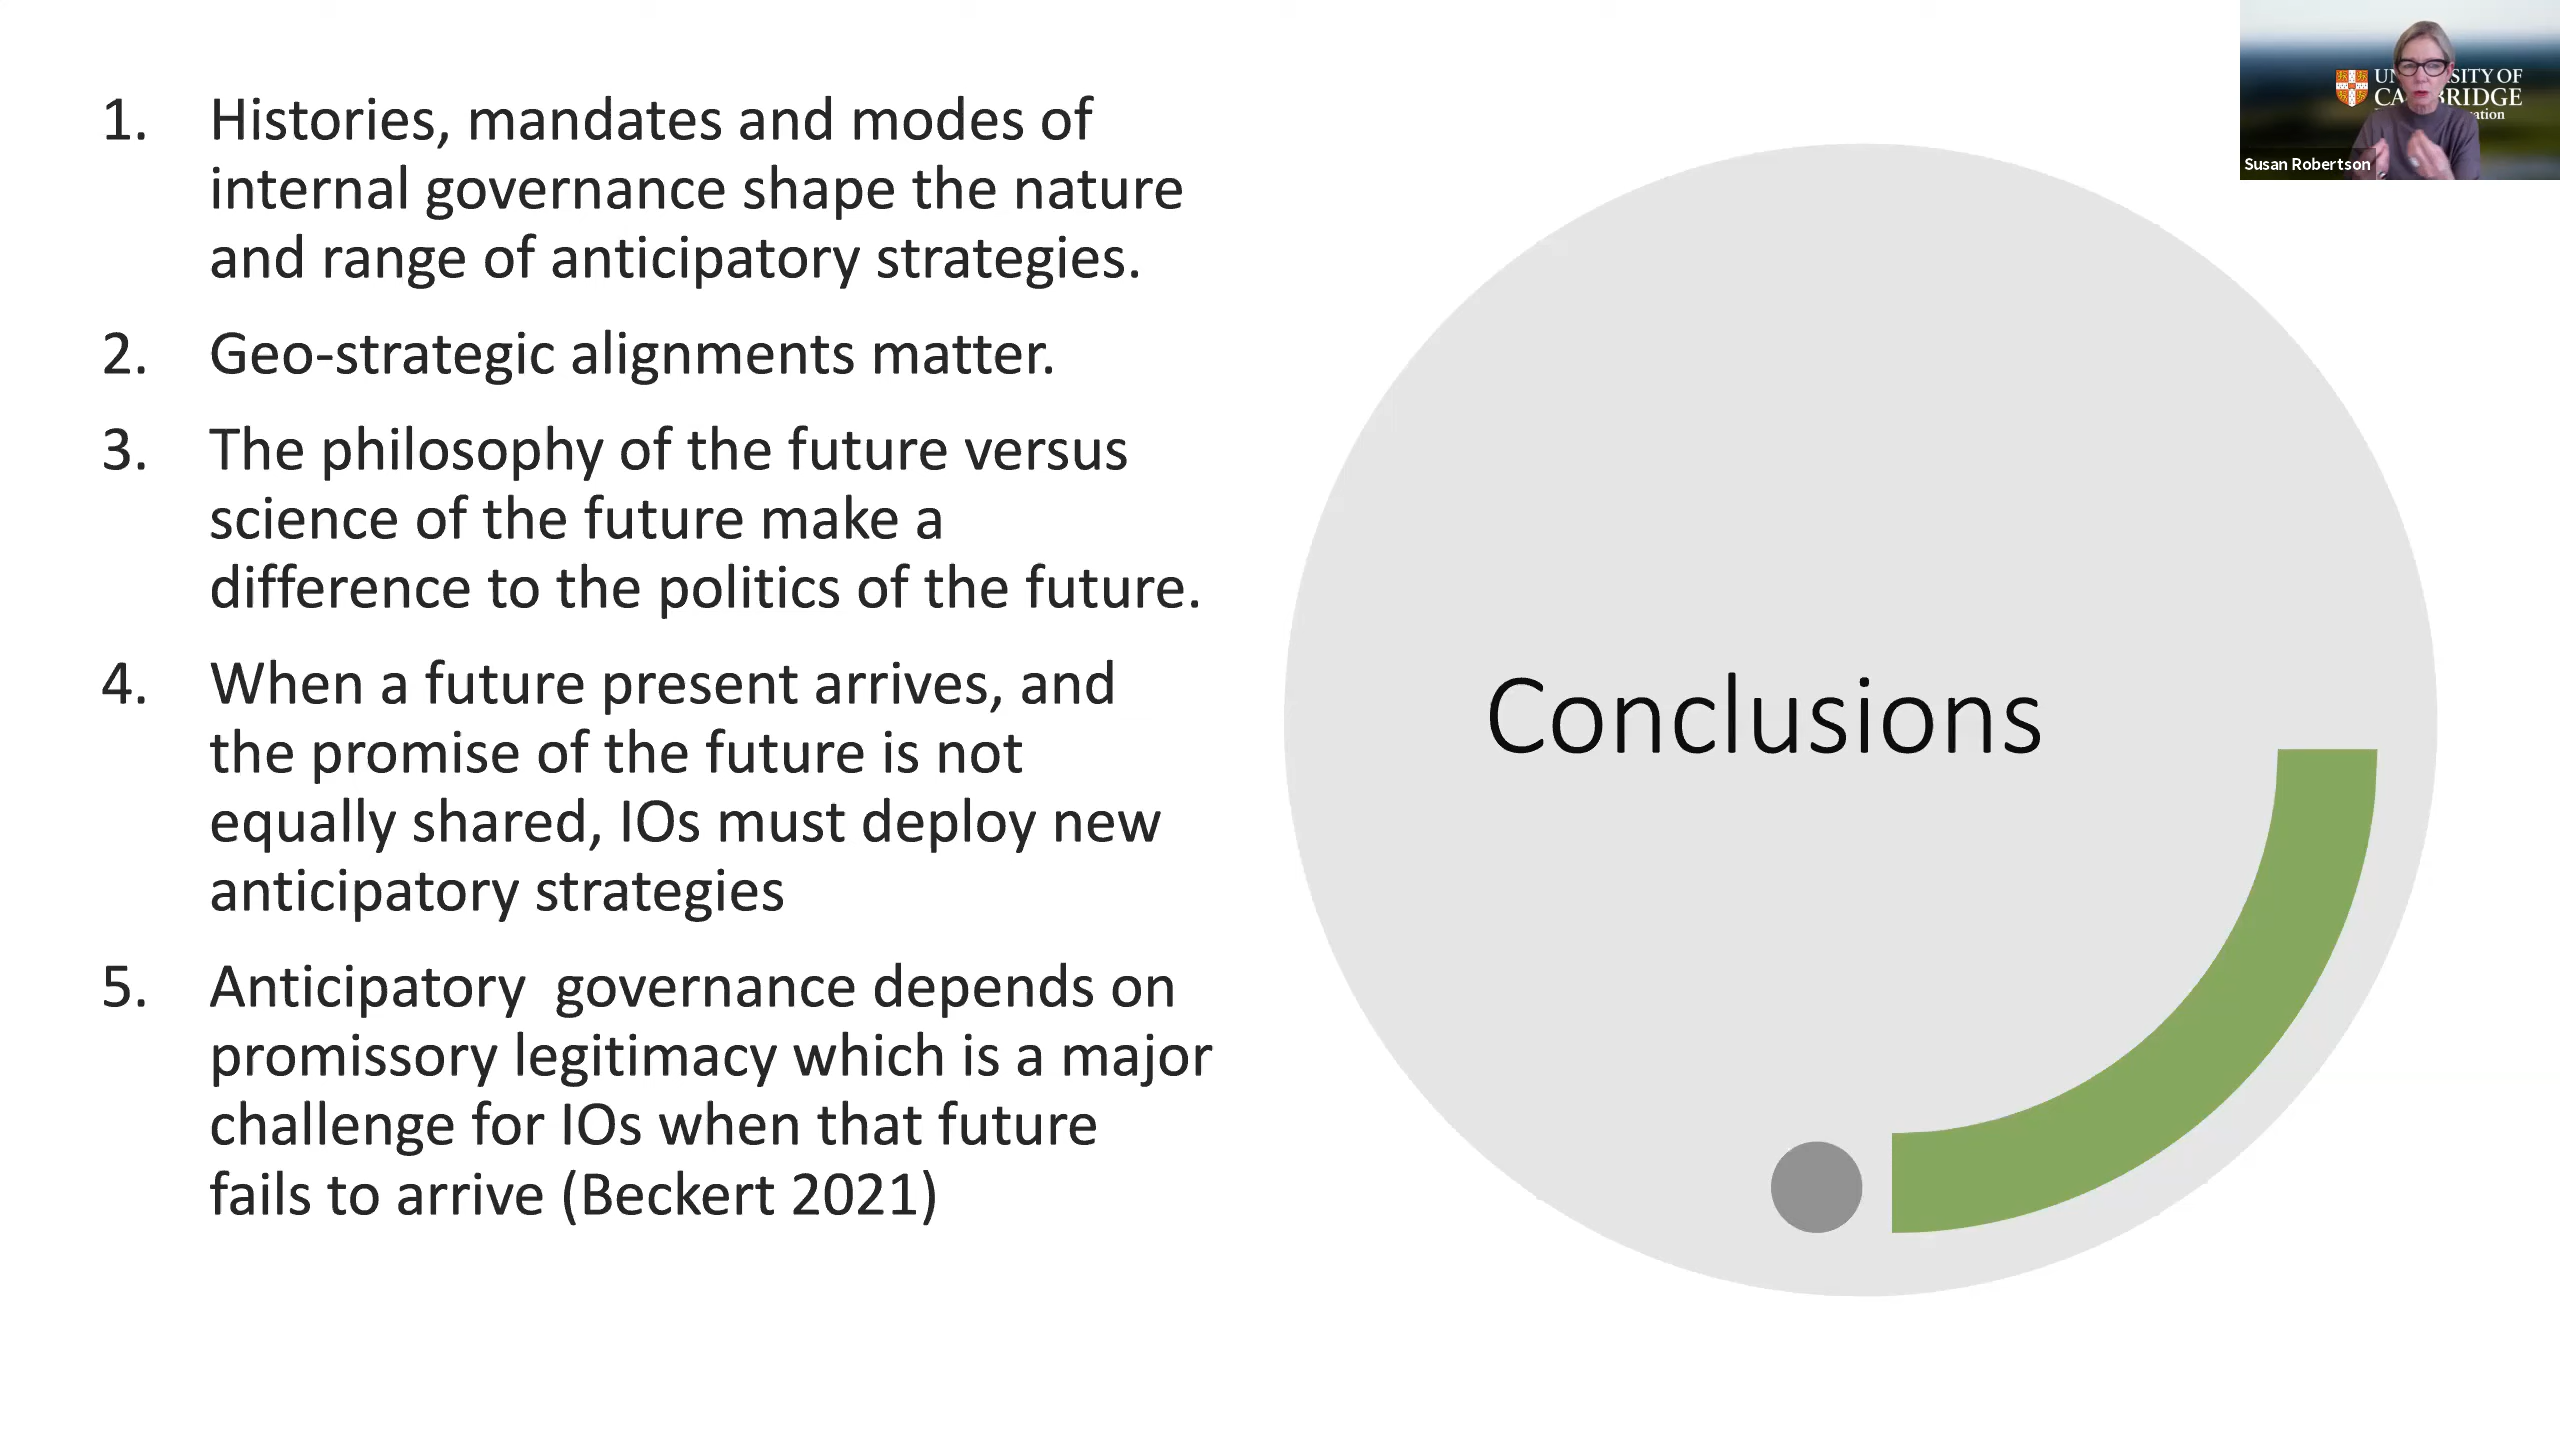 1. Histories, mandates and modes of
internal governance shape the nature
and range of anticipatory strategies.
2. Geo-strategic alignments matter.
3. The philosophy of the future versus
science of the future make a
difference to the politics of the future.
4. When a future present arrives, and
the promise of the future is not
equally shared, IOs must deploy new
anticipatory strategies
5. Anticipatory  governance depends on
promissory legitimacy which is a major
challenge for IOs when that future
fails to arrive (Beckert 2021)
Conclusions
SITY OF
BRIDGE
Susan Robertson